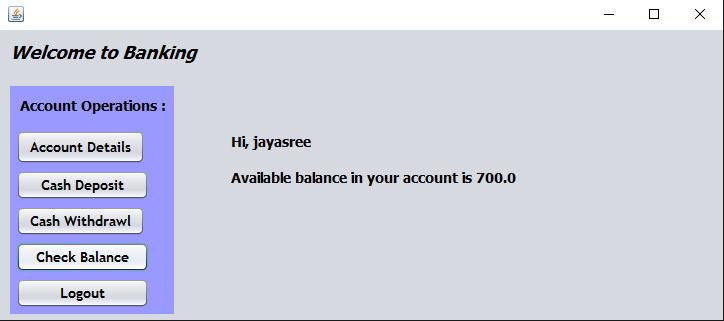 Welcome to Banking
Account Operations :
Account Details
Cash Deposit
Cash Withdrawl
Check Balance
Logout
Hi, jayasree
Available balance in your account is 700.0